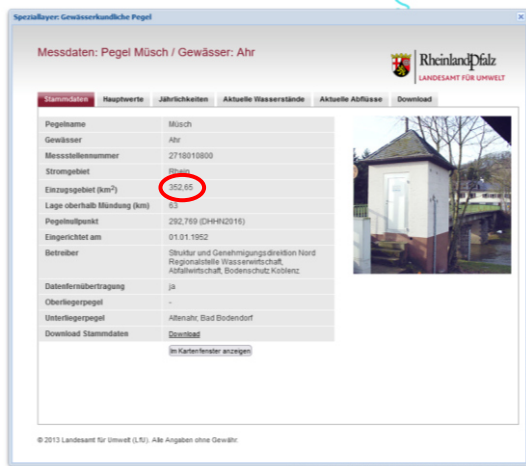 Speziallayer: Gewässerkundliche Pegel
Messdaten: Pegel Müsch / Gewässer: Ahr
RheinlandPfalz
LANDESAMT FÜR UMWELT
Stammdaten Hauptwerte Jährlichkeiten Aktuelle Wasserstände Aktuelle Abflüsse Download
Pegelname Müsch
Gewässer Ahr
Messstellennummer 2718010800
Stromgebiet Rhein
Einzugsgebiet (km²) 352,65
Lage oberhalb Mündung (km) 63
Pegelnullpunkt 292,769 (DHHN2016)
Eingerichtet am 01.01.1952
Betreiber Struktur und Genehmigungsdirektion Nord
Regionalstelle Wasserwirtschaft,
Abfallwirtschaft, Bodenschutz Koblenz
Datenfernübertragung ja
Oberliegerpegel -
Unterliegerpegel Altenahr, Bad Bodendorf
Download Stammdaten Download
Im Kartenfenster anzeigen
© 2013 Landesamt für Umwelt (LfU). Alle Angaben ohne Gewähr.